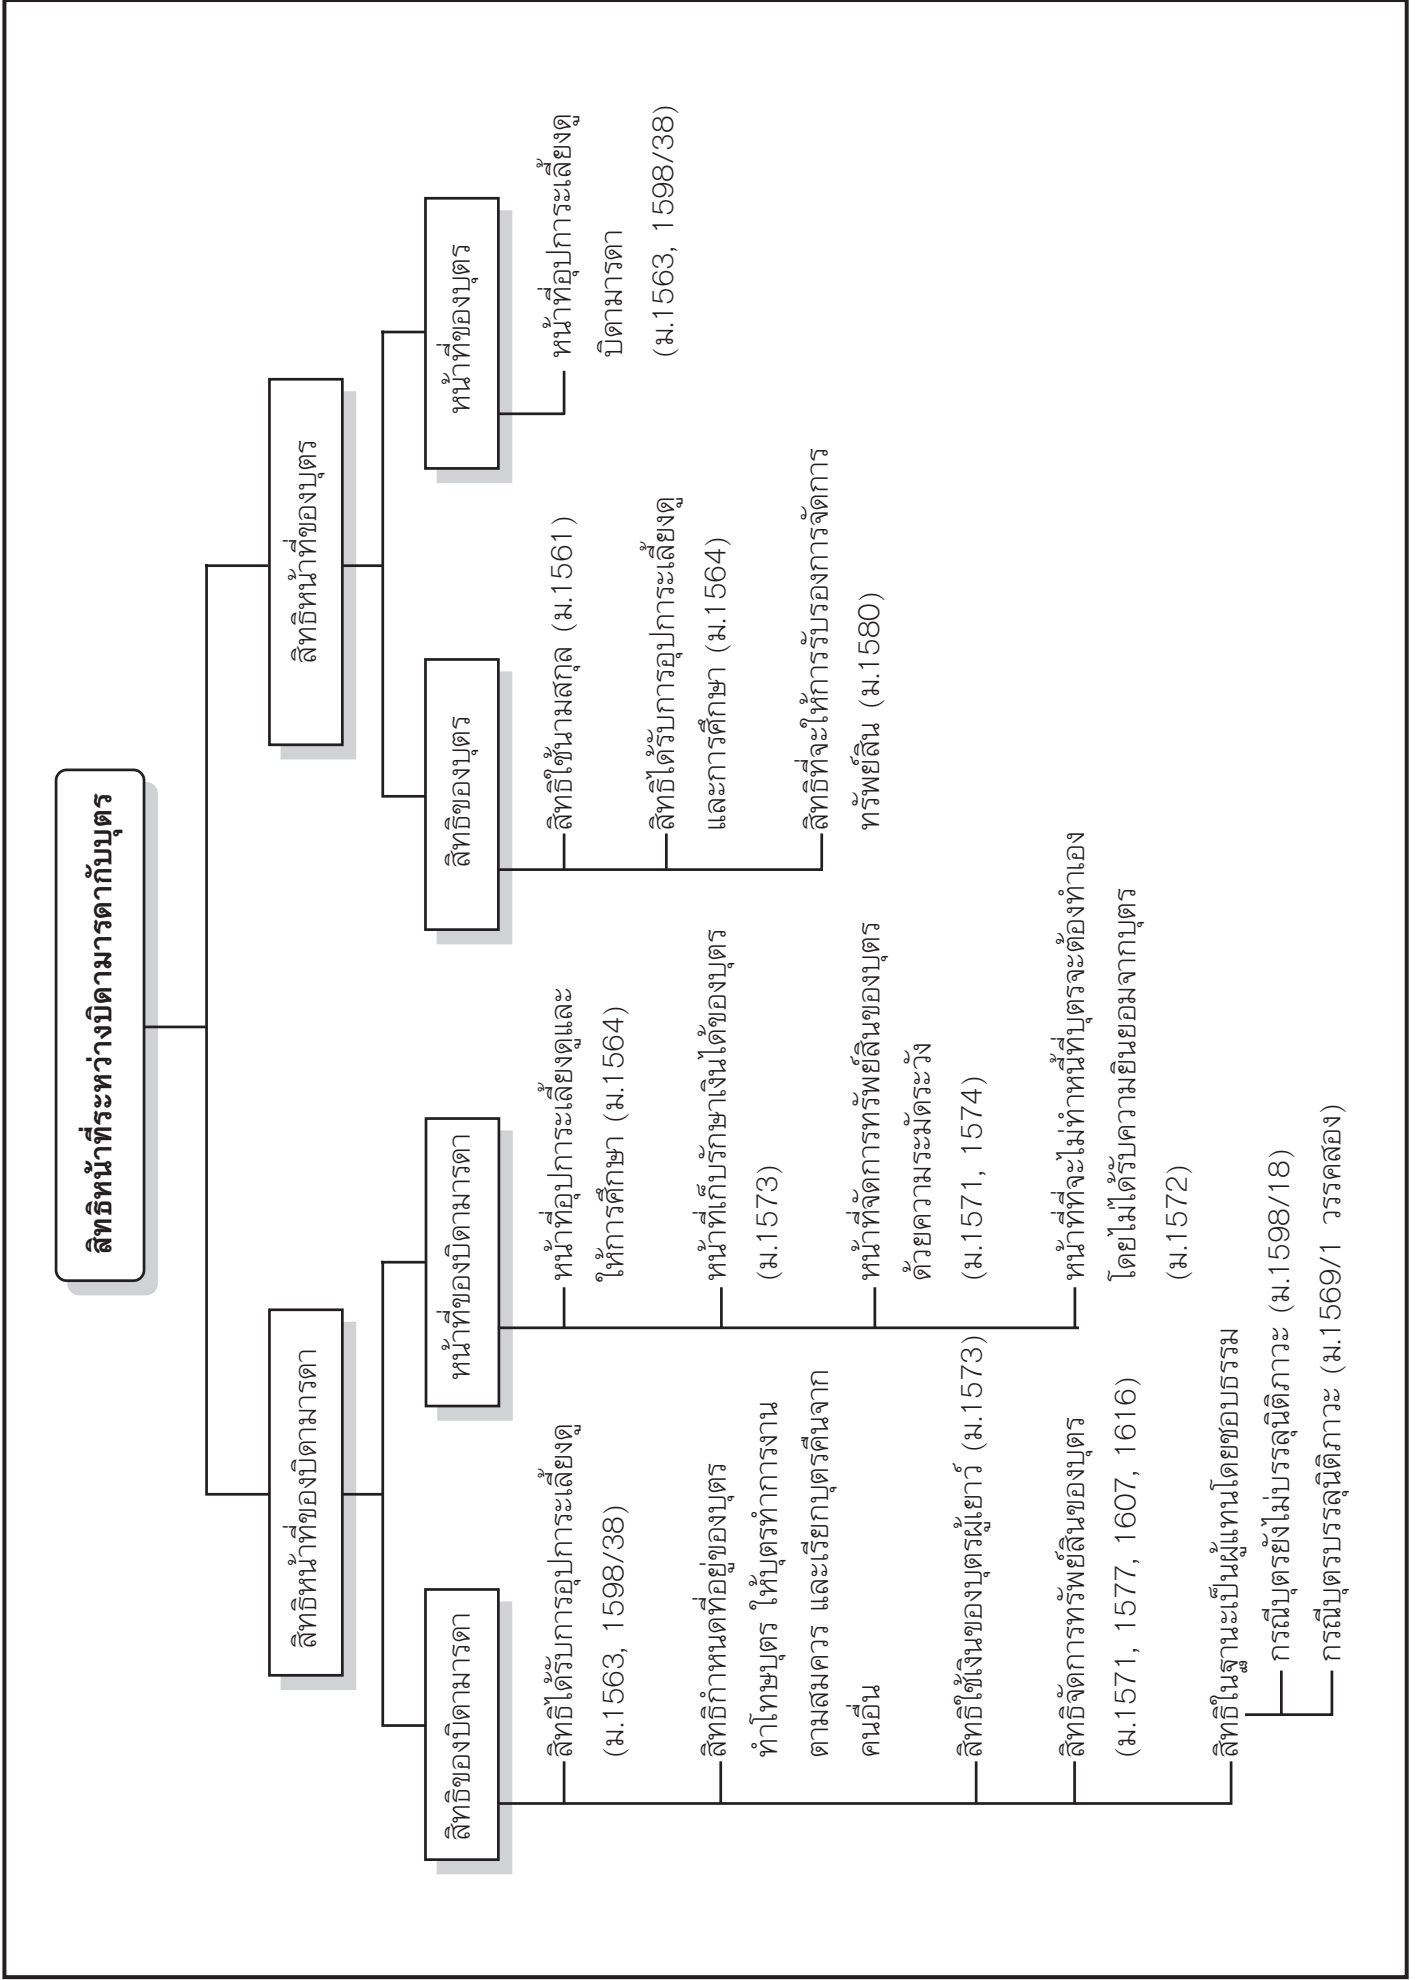 สิทธิหน้าที่ระหว่างบิดามารดากับบุตร
สิทธิหน้าที่ของบิดามารดา
สิทธิของบิดามารดา
สิทธิได้รับการอุปการะเลี้ยงดู
(ม.1563, 1598/38)
สิทธิกำหนดที่อยู่ของบุตร
ทำโทษบุตร ให้บุตรทำการงาน
ตามสมควร และเรียกบุตรคืนจาก
คนอื่น
สิทธิใช้เงินของบุตรผู้เยาว์ (ม.1573)
สิทธิจัดการทรัพย์สินของบุตร
(ม.1571, 1577, 1607, 1616)
สิทธิในฐานะเป็นผู้แทนโดยชอบธรรม
กรณีบุตรยังไม่บรรลุนิติภาวะ (ม.1598/18)
กรณีบุตรบรรลุนิติภาวะ (ม.1569/1 วรรคสอง)
หน้าที่ของบิดามารดา
หน้าที่อุปการะเลี้ยงดูและ
ให้การศึกษา (ม.1564)
หน้าที่เก็บรักษาเงินได้ของบุตร
(ม.1573)
หน้าที่จัดการทรัพย์สินของบุตร
ด้วยความระมัดระวัง
(ม.1571, 1574)
หน้าที่ที่จะไม่ทำหนี้ที่บุตรจะต้องทำเอง
โดยไม่ได้รับความยินยอมจากบุตร
(ม.1572)
สิทธิหน้าที่ของบุตร
สิทธิของบุตร
สิทธิใช้นามสกุล (ม.1561)
สิทธิได้รับการอุปการะเลี้ยงดู
และการศึกษา (ม.1564)
สิทธิที่จะให้การรับรองการจัดการ
ทรัพย์สิน (ม.1580)
หน้าที่ของบุตร
หน้าที่อุปการะเลี้ยงดู
บิดามารดา
(ม.1563, 1598/38)